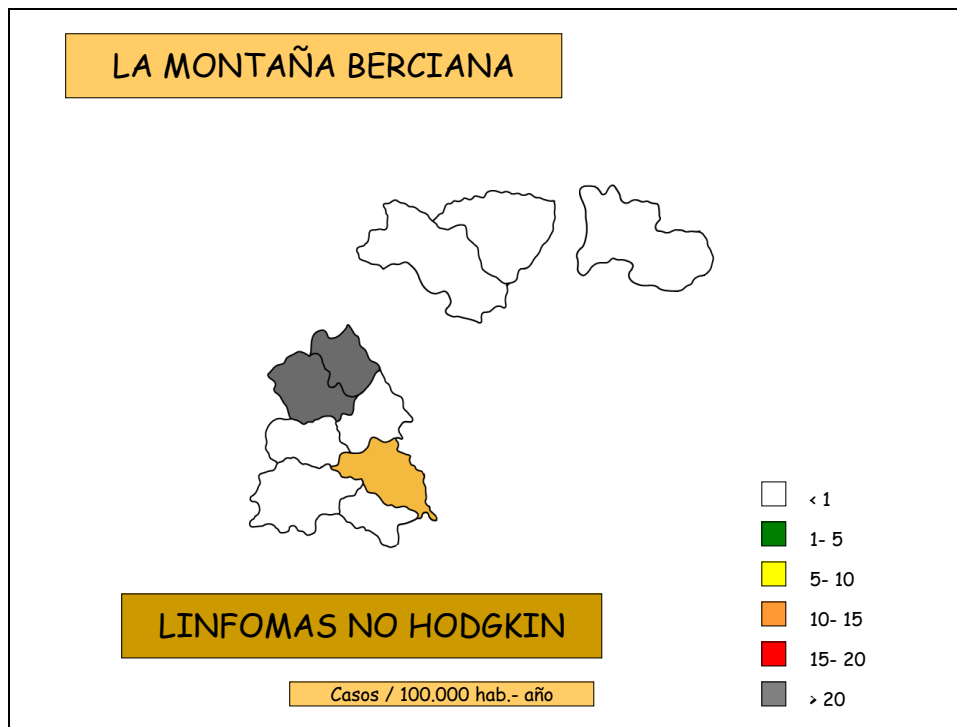 LA MONTAÑA BERCIANA
< 1
1- 5
5- 10
10- 15
15- 20
> 20
LINFOMAS NO HODGKIN
Casos / 100.000 hab.- año